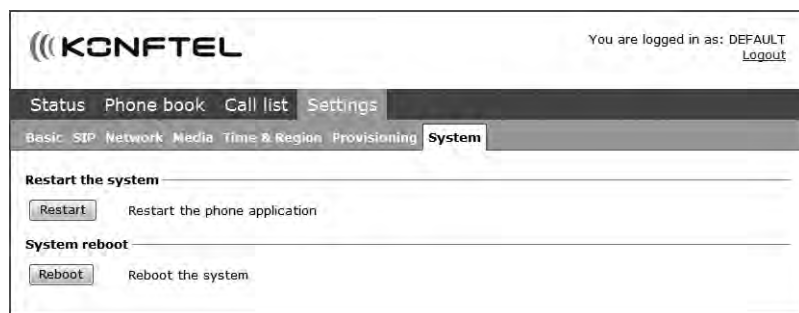 KONFTEL
You are logged in as: DEFAULT
Logout
Status Phone book Call list Settings
Basic SIP Network Media Time & Region Provisioning System
Restart the system
Restart Restart the phone application
System reboot
Reboot Reboot the system